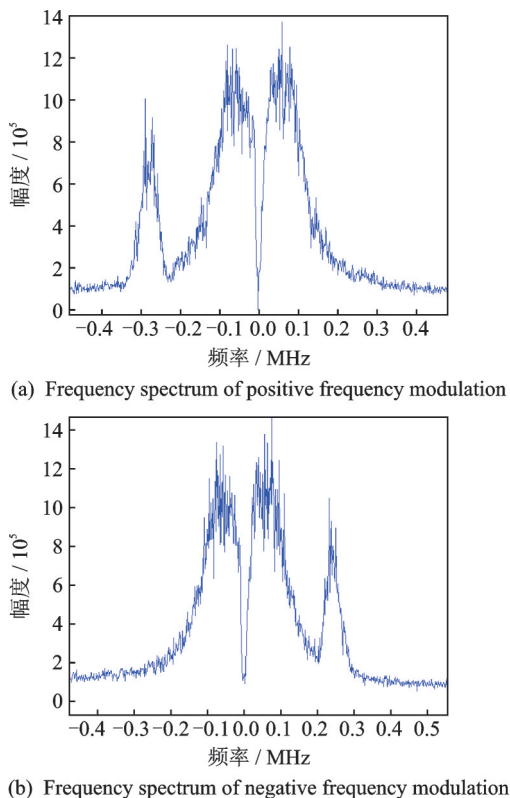 14
12
10
8
6
4
2
0
幅度 / 10⁵
−0.4 −0.3 −0.2 −0.1 0.0 0.1 0.2 0.3 0.4
频率 / MHz
(a) Frequency spectrum of positive frequency modulation
14
12
10
8
6
4
2
0
幅度 / 10⁵
−0.4 −0.3 −0.2 −0.1 0.0 0.1 0.2 0.3 0.4 0.5
频率 / MHz
(b) Frequency spectrum of negative frequency modulation